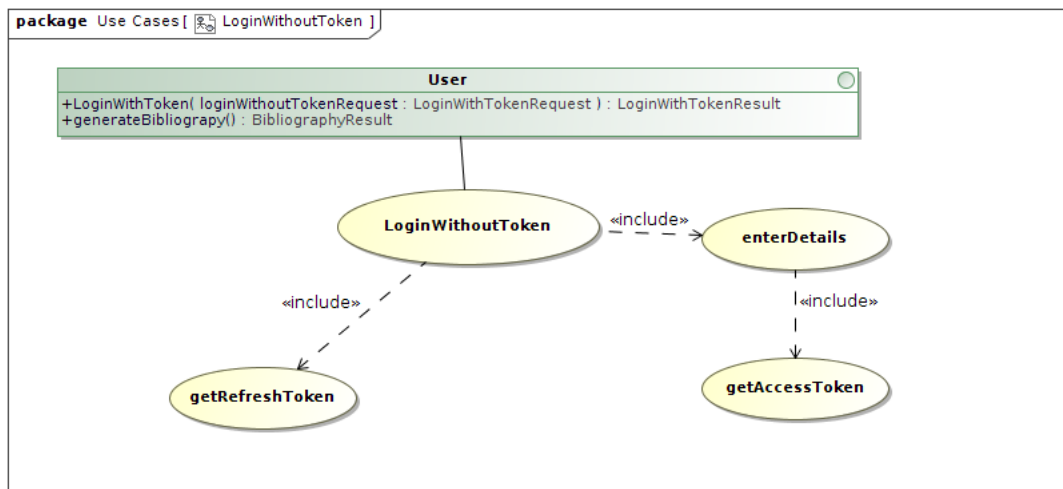 package Use Cases [ LoginWithoutToken ]
User
+LoginWithToken( loginWithoutTokenRequest : LoginWithTokenRequest ) : LoginWithTokenResult
+generateBibliograpy() : BibliographyResult
LoginWithoutToken
«include»
enterDetails
«include»
«include»
getRefreshToken
getAccessToken